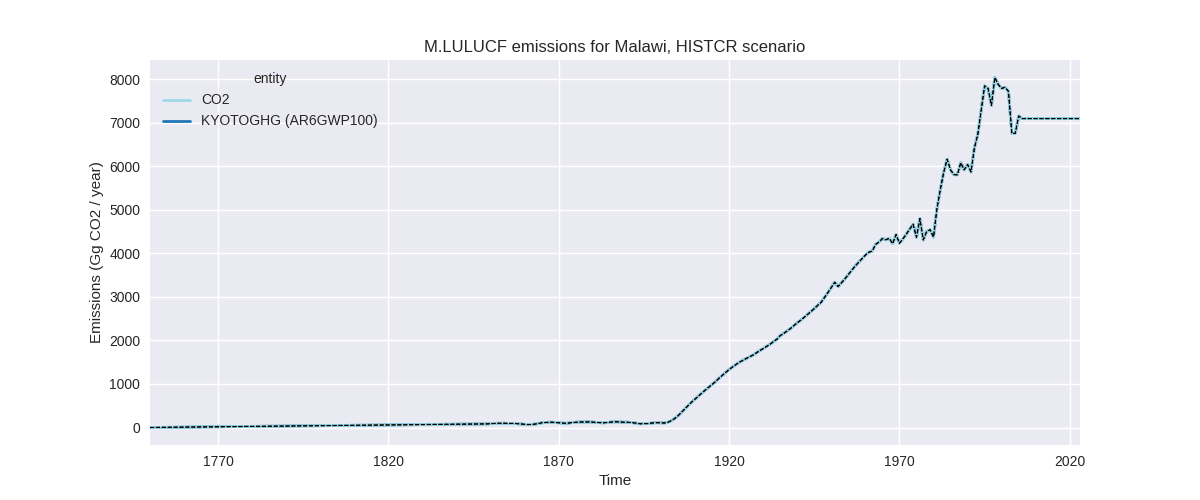 M.LULUCF emissions for Malawi, HISTCR scenario
entity
CO2
KYOTOGHG (AR6GWP100)
Emissions (Gg CO2 / year)
8000
7000
6000
5000
4000
3000
2000
1000
0
1770 1820 1870 1920 1970 2020
Time